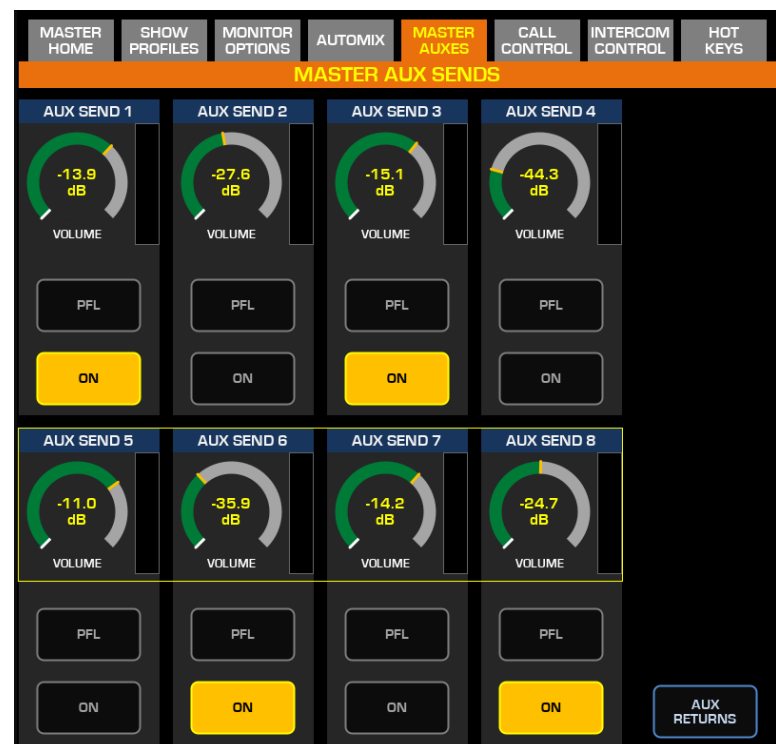 MASTER HOME
SHOW PROFILES
MONITOR OPTIONS
AUTOMIX
MASTER AUXES
CALL CONTROL
INTERCOM CONTROL
HOT KEYS
MASTER AUX SENDS
AUX SEND 1
AUX SEND 2
AUX SEND 3
AUX SEND 4
-13.9 dB
-27.6 dB
-15.1 dB
-44.3 dB
VOLUME
VOLUME
VOLUME
VOLUME
PFL
PFL
PFL
PFL
ON
ON
ON
ON
AUX SEND 5
AUX SEND 6
AUX SEND 7
AUX SEND 8
-11.0 dB
-35.9 dB
-14.2 dB
-24.7 dB
VOLUME
VOLUME
VOLUME
VOLUME
PFL
PFL
PFL
PFL
ON
ON
ON
ON
AUX RETURNS